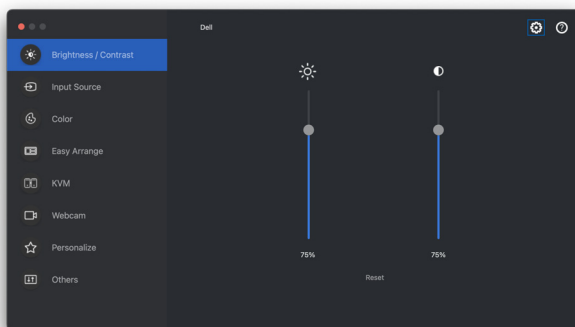 Dell
Brightness / Contrast
Input Source
Color
Easy Arrange
KVM
Webcam
Personalize
Others
75%
75%
Reset